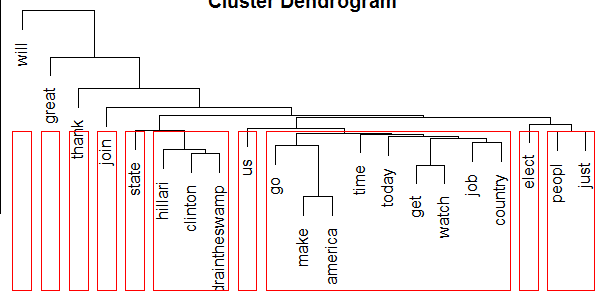 Cluster Dendrogram
will
great
thank
join
state
hillari
clinton
draintheswamp
us
go
make
america
time
today
get
watch
job
country
elect
peopl
just